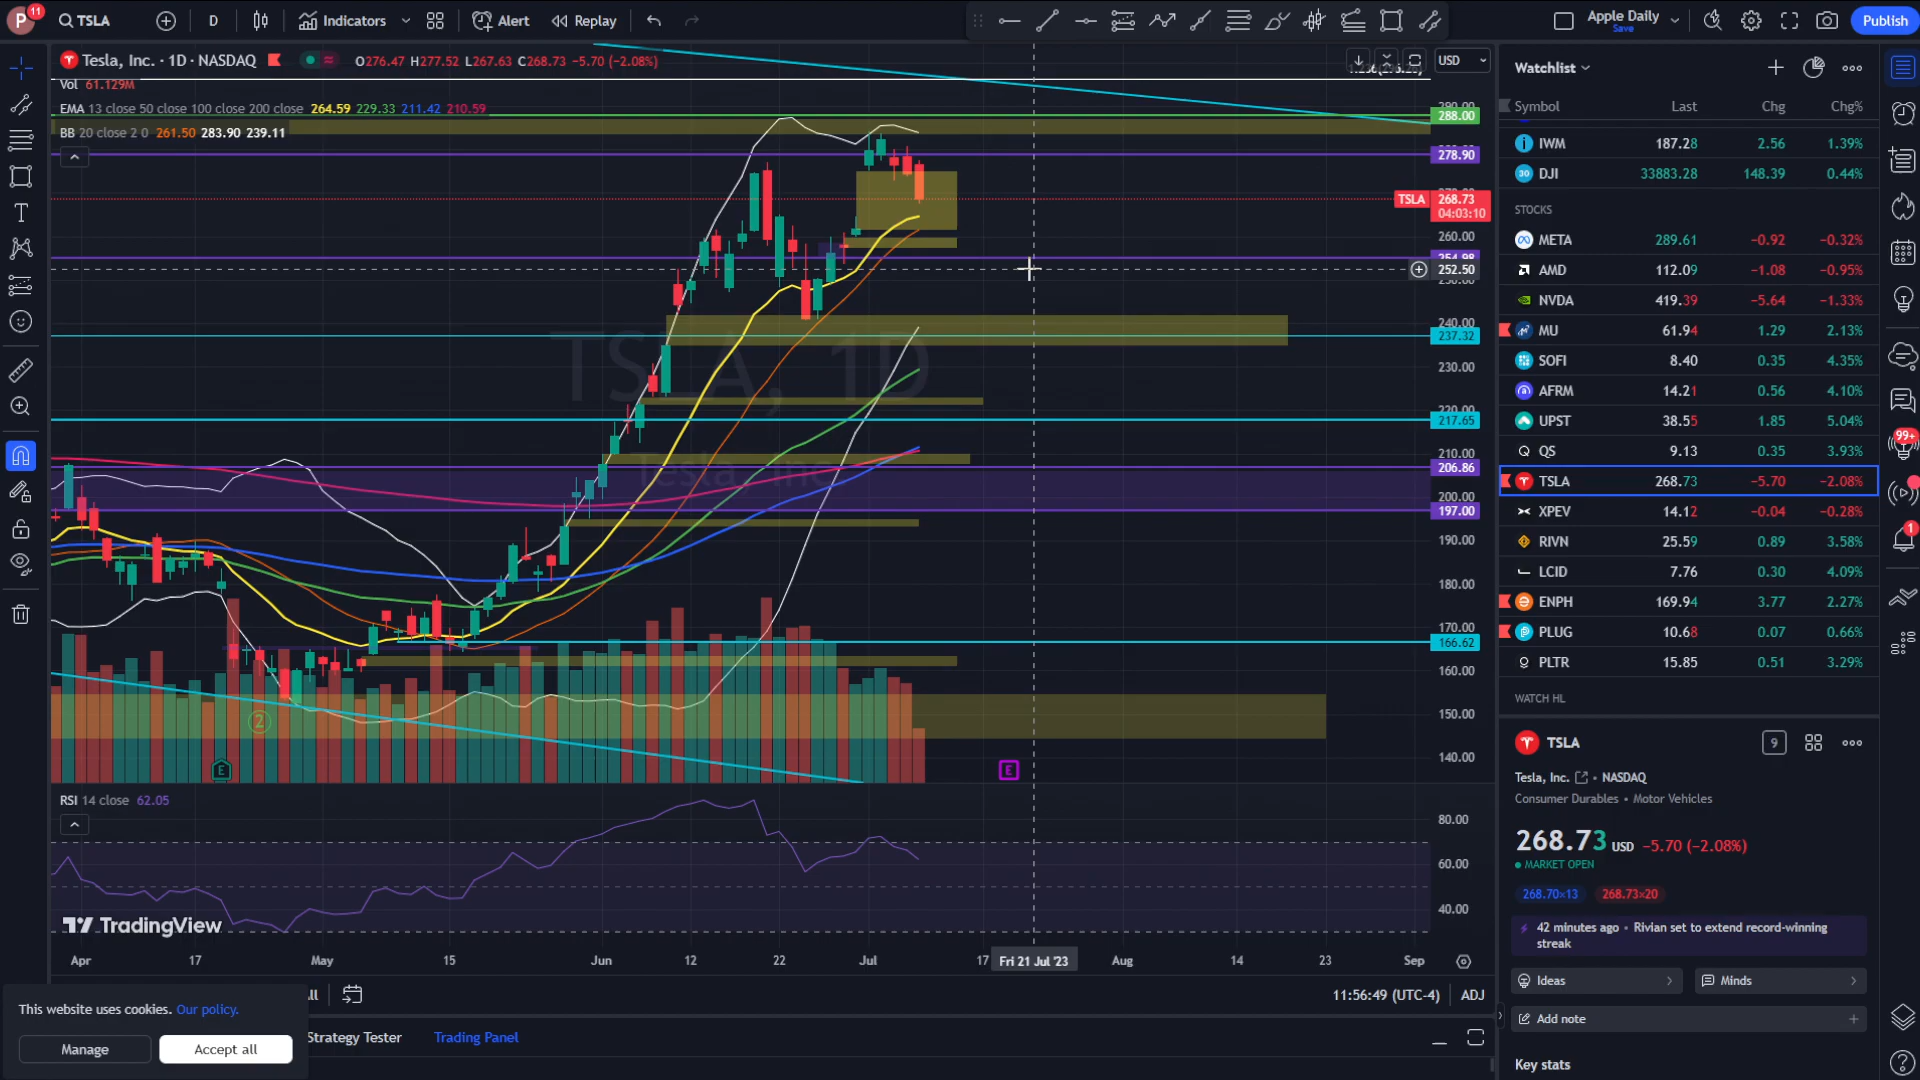 P 11 TSLA D Indicators Alert Replay Apple Daily Save Publish
Tesla, Inc. · 1D · NASDAQ O276.47 H277.52 L267.63 C268.73 −5.70 (−2.08%)
USD
Vol 61.129M
EMA 13 close 50 close 100 close 200 close 264.59 229.33 211.42 210.59
BB 20 close 2 0 261.50 283.90 239.11
TSLA, 1D
Tesla, Inc.
288.00
278.90
TSLA 268.73
04:03:10
260.00
254.98
252.50
240.00
237.32
230.00
217.65
210.00
206.86
200.00
197.00
190.00
180.00
170.00
166.62
160.00
150.00
140.00
2
E E
RSI 14 close 62.05
80.00
60.00
40.00
TradingView
Apr 17 May 15 Jun 12 22 Jul 17 Fri 21 Jul '23 Aug 14 23 Sep
11:56:49 (UTC-4) ADJ
This website uses cookies. Our policy.
Manage Accept all
Strategy Tester Trading Panel
Watchlist
Symbol Last Chg Chg%
IWM 187.28 2.56 1.39%
DJI 33883.28 148.39 0.44%
STOCKS
META 289.61 −0.92 −0.32%
AMD 112.09 −1.08 −0.95%
NVDA 419.39 −5.64 −1.33%
MU 61.94 1.29 2.13%
SOFI 8.40 0.35 4.35%
AFRM 14.21 0.56 4.10%
UPST 38.55 1.85 5.04%
QS 9.13 0.35 3.93%
TSLA 268.73 −5.70 −2.08%
XPEV 14.12 −0.04 −0.28%
RIVN 25.59 0.89 3.58%
LCID 7.76 0.30 4.09%
ENPH 169.94 3.77 2.27%
PLUG 10.68 0.07 0.66%
PLTR 15.85 0.51 3.29%
WATCH HL
TSLA 9
Tesla, Inc. • NASDAQ
Consumer Durables • Motor Vehicles
268.73 USD −5.70 (−2.08%)
MARKET OPEN
268.70×13 268.73×20
42 minutes ago • Rivian set to extend record-winning
streak
Ideas Minds
Add note
Key stats
99+
1